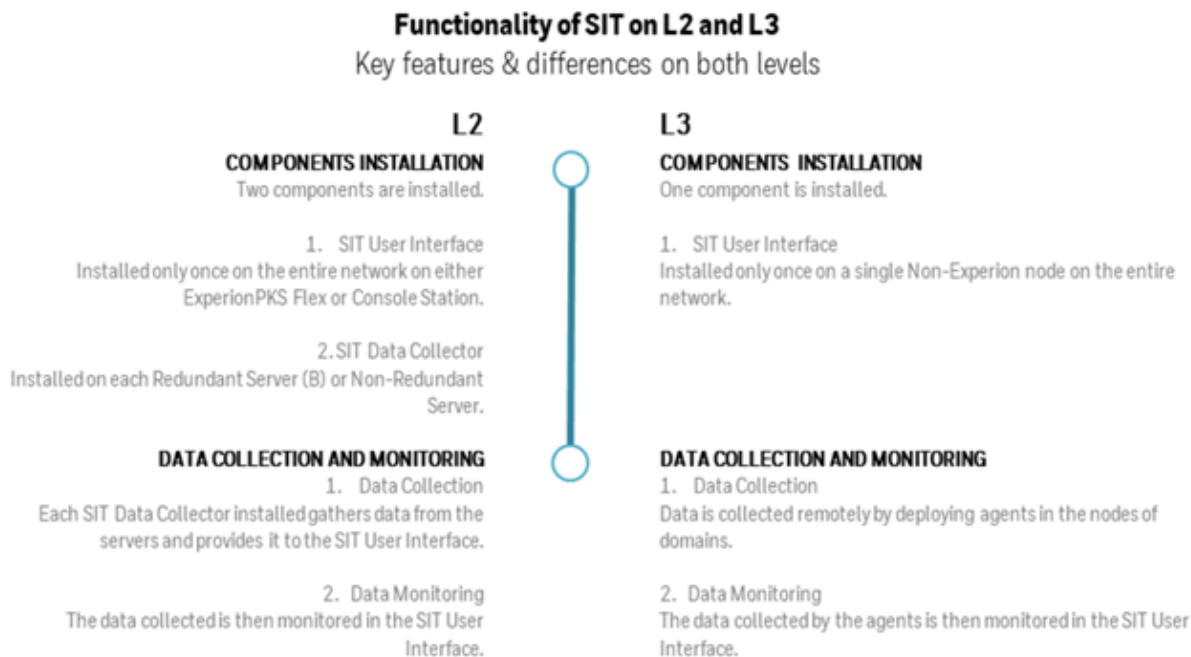 Functionality of SIT on L2 and L3
Key features & differences on both levels
L2
COMPONENTS INSTALLATION
Two components are installed.
1. SIT User Interface
Installed only once on the entire network on either
ExperionPKS Flex or Console Station.
2. SIT Data Collector
Installed on each Redundant Server (B) or Non-Redundant
Server.
DATA COLLECTION AND MONITORING
1. Data Collection
Each SIT Data Collector installed gathers data from the
servers and provides it to the SIT User Interface.
2. Data Monitoring
The data collected is then monitored in the SIT User
Interface.
L3
COMPONENTS INSTALLATION
One component is installed.
1. SIT User Interface
Installed only once on a single Non-Experion node on the entire
network.
DATA COLLECTION AND MONITORING
1. Data Collection
Data is collected remotely by deploying agents in the nodes of
domains.
2. Data Monitoring
The data collected by the agents is then monitored in the SIT User
Interface.